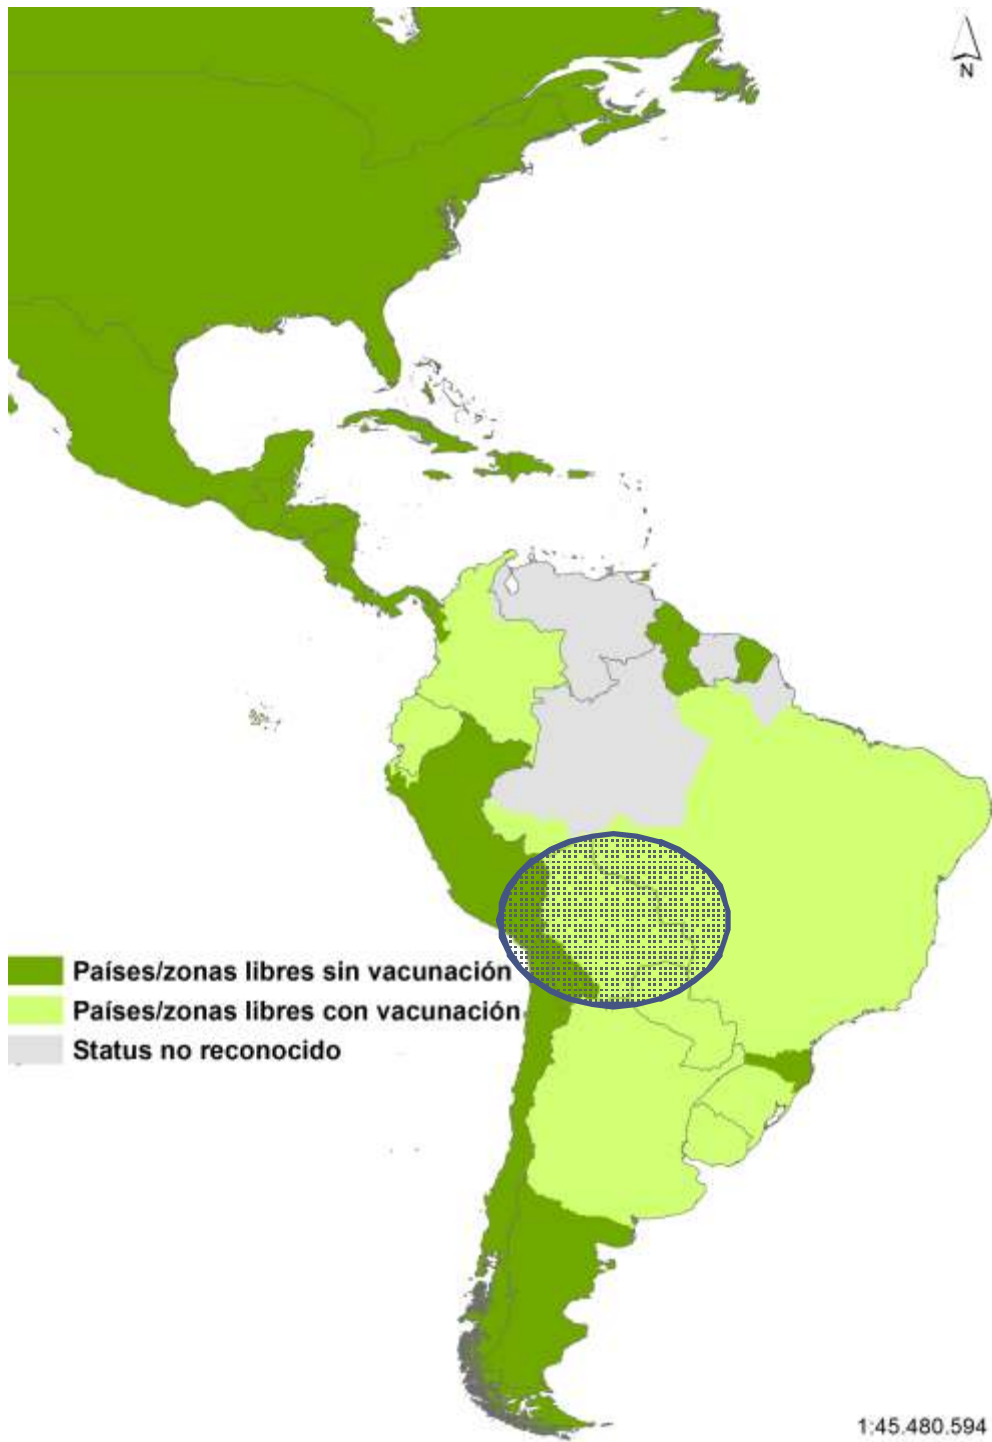 N
Países/zonas libres sin vacunación
Países/zonas libres con vacunación
Status no reconocido
1:45.480.594